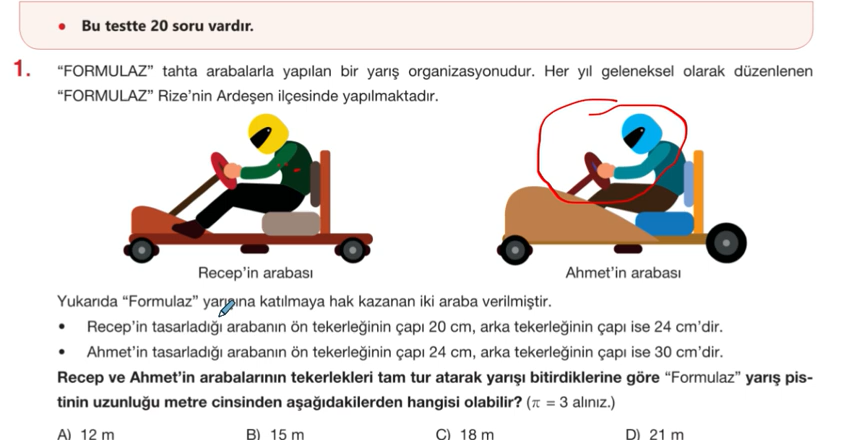 • Bu testte 20 soru vardır.
1. “FORMULAZ” tahta arabalarla yapılan bir yarış organizasyonudur. Her yıl geleneksel olarak düzenlenen
“FORMULAZ” Rize’nin Ardeşen ilçesinde yapılmaktadır.
Recep’in arabası
Ahmet’in arabası
Yukarıda “Formulaz” yarışına katılmaya hak kazanan iki araba verilmiştir.
• Recep’in tasarladığı arabanın ön tekerleğinin çapı 20 cm, arka tekerleğinin çapı ise 24 cm’dir.
• Ahmet’in tasarladığı arabanın ön tekerleğinin çapı 24 cm, arka tekerleğinin çapı ise 30 cm’dir.
Recep ve Ahmet’in arabalarının tekerlekleri tam tur atarak yarışı bitirdiklerine göre “Formulaz” yarış pis-
tinin uzunluğu metre cinsinden aşağıdakilerden hangisi olabilir? (π = 3 alınız.)
A) 12 m B) 15 m C) 18 m D) 21 m